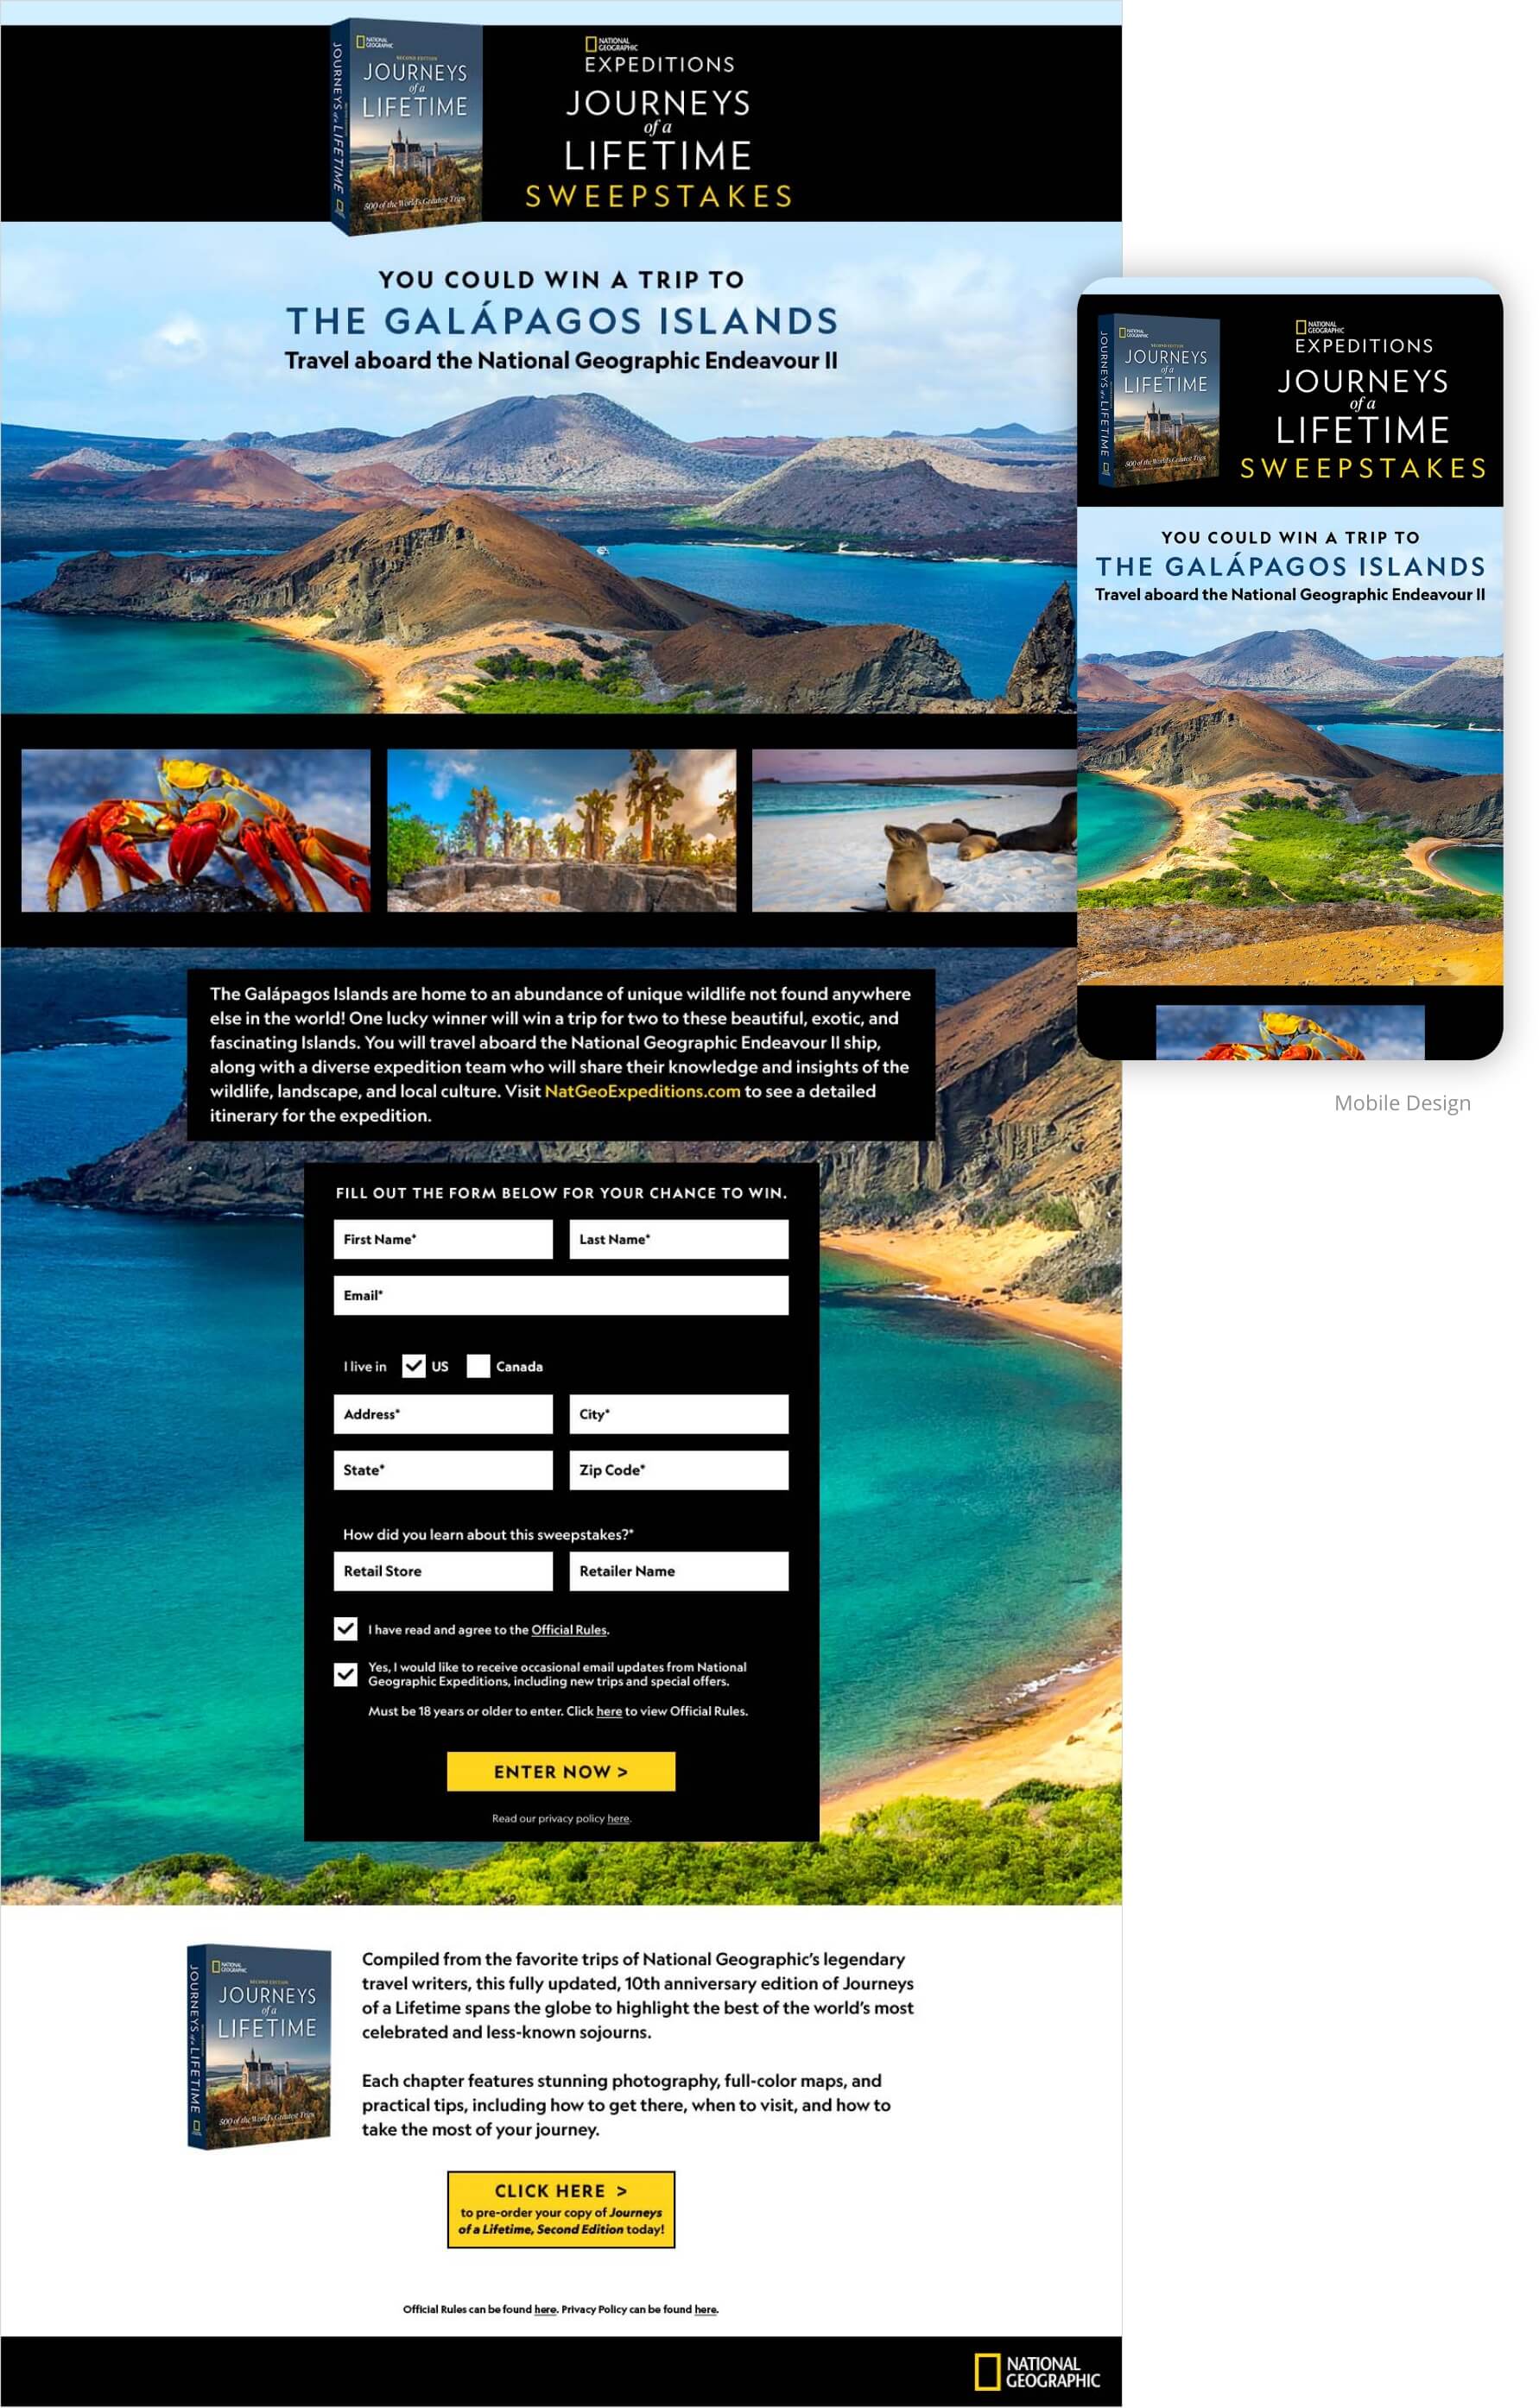 NATIONAL
GEOGRAPHIC
SECOND EDITION
JOURNEYS
of a
LIFETIME
500 of the World's Greatest Trips
JOURNEYS of a LIFETIME
NATIONAL
GEOGRAPHIC
EXPEDITIONS
JOURNEYS
of a
LIFETIME
SWEEPSTAKES
YOU COULD WIN A TRIP TO
THE GALÁPAGOS ISLANDS
Travel aboard the National Geographic Endeavour II
The Galápagos Islands are home to an abundance of unique wildlife not found anywhere
else in the world! One lucky winner will win a trip for two to these beautiful, exotic, and
fascinating Islands. You will travel aboard the National Geographic Endeavour II ship,
along with a diverse expedition team who will share their knowledge and insights of the
wildlife, landscape, and local culture. Visit NatGeoExpeditions.com to see a detailed
itinerary for the expedition.
FILL OUT THE FORM BELOW FOR YOUR CHANCE TO WIN.
First Name* Last Name*
Email*
I live in US Canada
Address* City*
State* Zip Code*
How did you learn about this sweepstakes?*
Retail Store Retailer Name
I have read and agree to the Official Rules.
Yes, I would like to receive occasional email updates from National
Geographic Expeditions, including new trips and special offers.
Must be 18 years or older to enter. Click here to view Official Rules.
ENTER NOW >
Read our privacy policy here.
NATIONAL
GEOGRAPHIC
SECOND EDITION
JOURNEYS
of a
LIFETIME
500 of the World's Greatest Trips
JOURNEYS of a LIFETIME
Compiled from the favorite trips of National Geographic's legendary
travel writers, this fully updated, 10th anniversary edition of Journeys
of a Lifetime spans the globe to highlight the best of the world's most
celebrated and less-known sojourns.
Each chapter features stunning photography, full-color maps, and
practical tips, including how to get there, when to visit, and how to
take the most of your journey.
CLICK HERE >
to pre-order your copy of Journeys
of a Lifetime, Second Edition today!
Official Rules can be found here. Privacy Policy can be found here.
NATIONAL
GEOGRAPHIC
NATIONAL
GEOGRAPHIC
SECOND EDITION
JOURNEYS
of a
LIFETIME
500 of the World's Greatest Trips
JOURNEYS of a LIFETIME
NATIONAL
GEOGRAPHIC
EXPEDITIONS
JOURNEYS
of a
LIFETIME
SWEEPSTAKES
YOU COULD WIN A TRIP TO
THE GALÁPAGOS ISLANDS
Travel aboard the National Geographic Endeavour II
Mobile Design